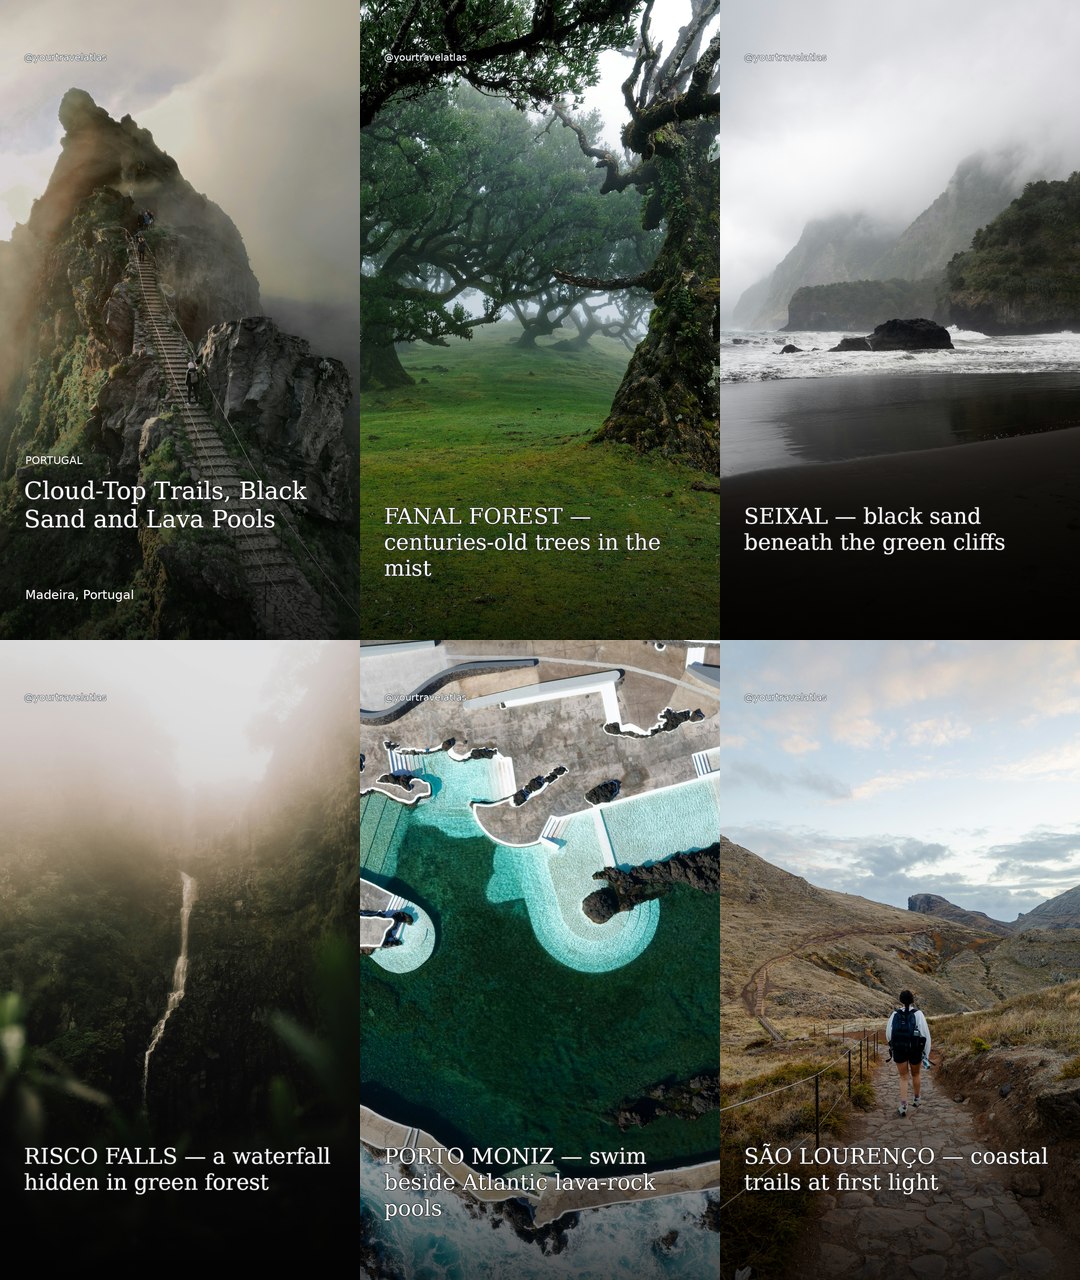 @yourtravelatlas
PORTUGAL
Cloud-Top Trails, Black
Sand and Lava Pools
Madeira, Portugal
@yourtravelatlas
FANAL FOREST —
centuries-old trees in the
mist
@yourtravelatlas
SEIXAL — black sand
beneath the green cliffs
@yourtravelatlas
RISCO FALLS — a waterfall
hidden in green forest
@yourtravelatlas
PORTO MONIZ — swim
beside Atlantic lava-rock
pools
@yourtravelatlas
SÃO LOURENÇO — coastal
trails at first light